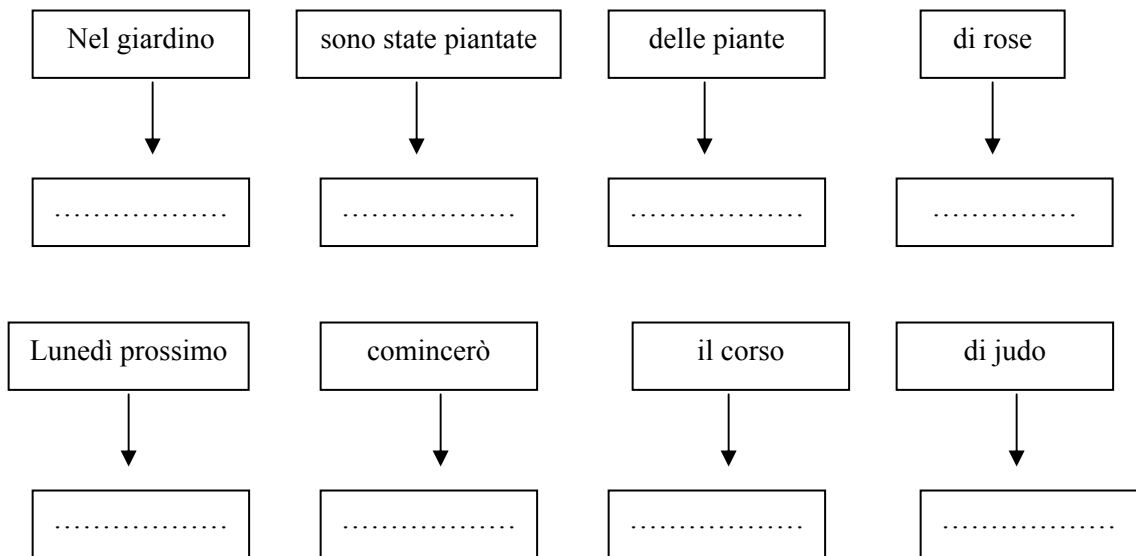 Nel giardino sono state piantate delle piante di rose
……………… ……………… ……………… ……………
Lunedì prossimo comincerò il corso di judo
……………… ……………… ……………… ………………